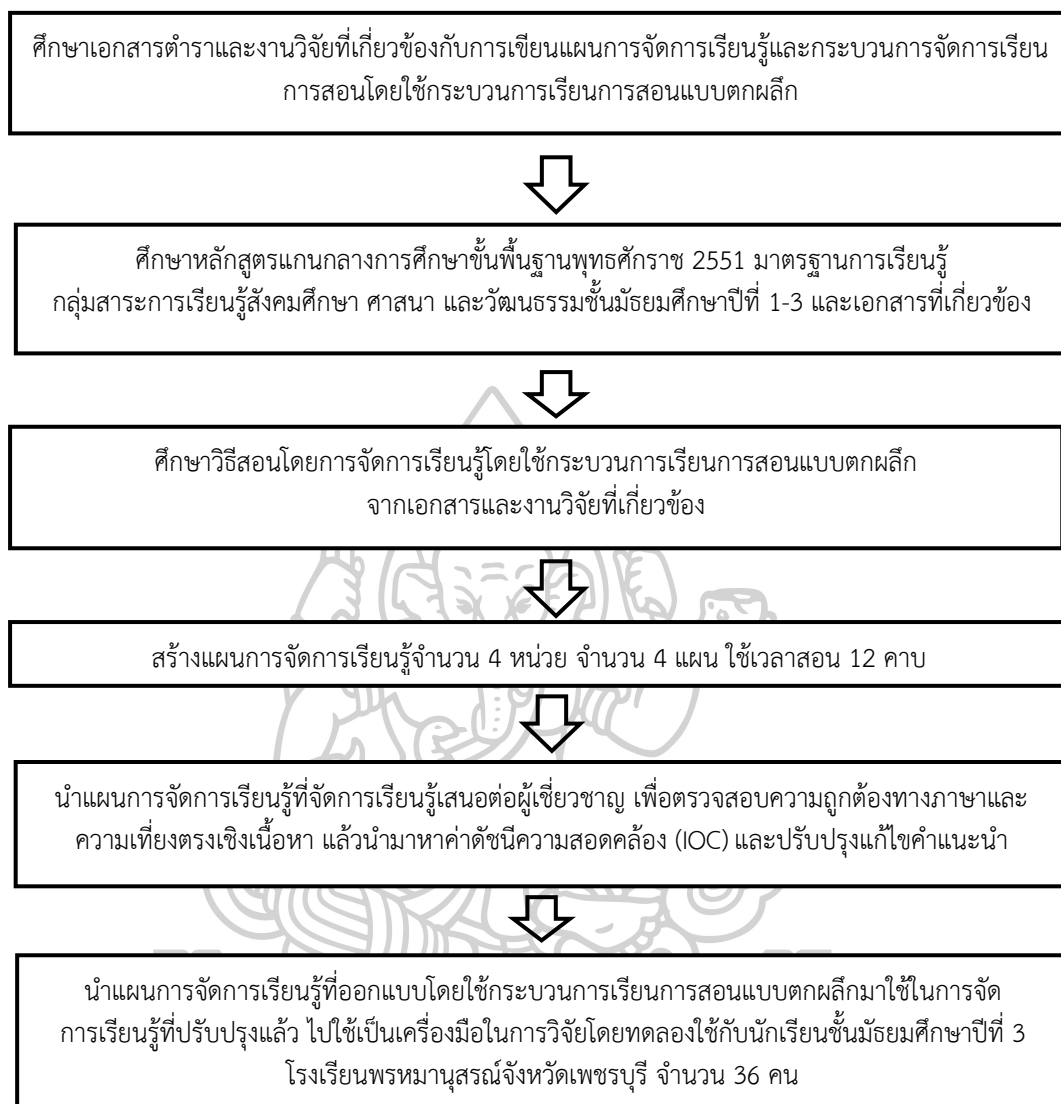 ศึกษาเอกสารตำราและงานวิจัยที่เกี่ยวข้องกับการเขียนแผนการจัดการเรียนรู้และกระบวนการจัดการเรียน
การสอนโดยใช้กระบวนการเรียนการสอนแบบตกผลึก
ศึกษาหลักสูตรแกนกลางการศึกษาขั้นพื้นฐานพุทธศักราช 2551 มาตรฐานการเรียนรู้
กลุ่มสาระการเรียนรู้สังคมศึกษา ศาสนา และวัฒนธรรมชั้นมัธยมศึกษาปีที่ 1-3 และเอกสารที่เกี่ยวข้อง
ศึกษาวิธีสอนโดยการจัดการเรียนรู้โดยใช้กระบวนการเรียนการสอนแบบตกผลึก
จากเอกสารและงานวิจัยที่เกี่ยวข้อง
สร้างแผนการจัดการเรียนรู้จำนวน 4 หน่วย จำนวน 4 แผน ใช้เวลาสอน 12 คาบ
นำแผนการจัดการเรียนรู้ที่จัดการเรียนรู้เสนอต่อผู้เชี่ยวชาญ เพื่อตรวจสอบความถูกต้องทางภาษาและ
ความเที่ยงตรงเชิงเนื้อหา แล้วนำมาหาค่าดัชนีความสอดคล้อง (IOC) และปรับปรุงแก้ไขคำแนะนำ
นำแผนการจัดการเรียนรู้ที่ออกแบบโดยใช้กระบวนการเรียนการสอนแบบตกผลึกมาใช้ในการจัด
การเรียนรู้ที่ปรับปรุงแล้ว ไปใช้เป็นเครื่องมือในการวิจัยโดยทดลองใช้กับนักเรียนชั้นมัธยมศึกษาปีที่ 3
โรงเรียนพรหมานุสรณ์จังหวัดเพชรบุรี จำนวน 36 คน